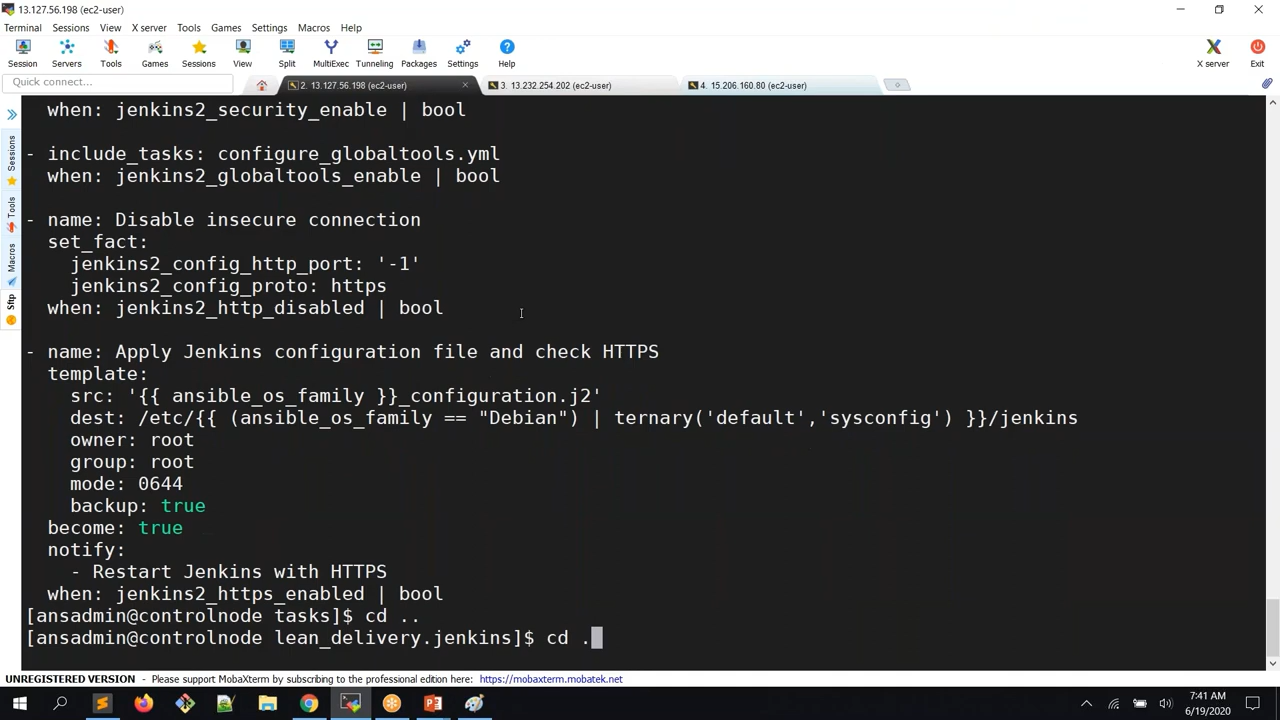 13.127.56.198 (ec2-user)
Terminal Sessions View X server Tools Games Settings Macros Help
Session Servers Tools Games Sessions View Split MultiExec Tunneling Packages Settings Help X server Exit
Quick connect...
2. 13.127.56.198 (ec2-user)
3. 13.232.254.202 (ec2-user)
4. 15.206.160.80 (ec2-user)
Sessions
Tools
Macros
Sftp
when: jenkins2_security_enable | bool
- include_tasks: configure_globaltools.yml
when: jenkins2_globaltools_enable | bool
- name: Disable insecure connection
set_fact:
jenkins2_config_http_port: '-1'
jenkins2_config_proto: https
when: jenkins2_http_disabled | bool
- name: Apply Jenkins configuration file and check HTTPS
template:
src: '{{ ansible_os_family }}_configuration.j2'
dest: /etc/{{ (ansible_os_family == "Debian") | ternary('default','sysconfig') }}/jenkins
owner: root
group: root
mode: 0644
backup: true
become: true
notify:
- Restart Jenkins with HTTPS
when: jenkins2_https_enabled | bool
[ansadmin@controlnode tasks]$ cd ..
[ansadmin@controlnode lean_delivery.jenkins]$ cd .
UNREGISTERED VERSION - Please support MobaXterm by subscribing to the professional edition here: https://mobaxterm.mobatek.net
7:41 AM
6/19/2020